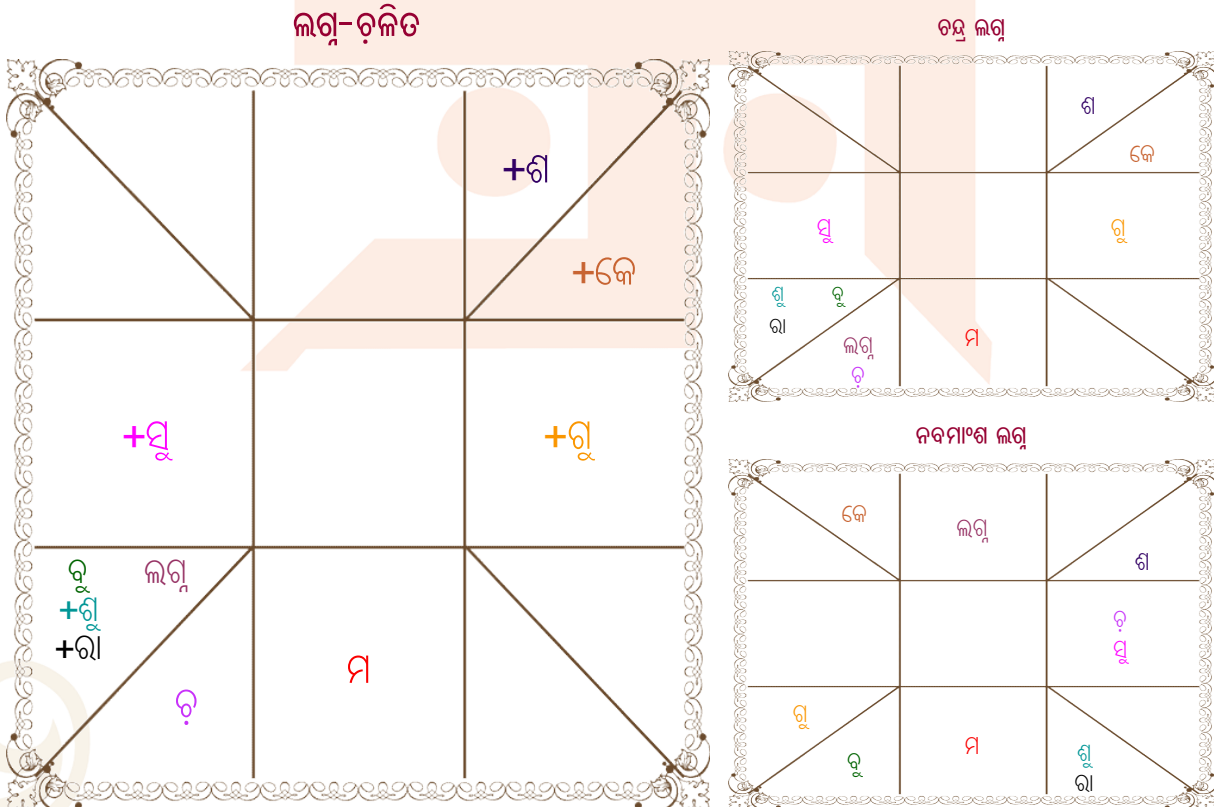 ଲଗ୍ନ-ଚଳିତ
+ଶ
+କେ
+ସୁ
+ଗୁ
ବୁ
ଲଗ୍ନ
+ଶୁ
+ରା
ଚ଼
ମ
ଚନ୍ଦ୍ର ଲଗ୍ନ
ଶ
କେ
ସୁ
ଗୁ
ଶୁ
ବୁ
ରା
ଲଗ୍ନ
ଚ଼
ମ
ନବମାଂଶ ଲଗ୍ନ
କେ
ଲଗ୍ନ
ଶ
ଚ଼
ସୁ
ଗୁ
ବୁ
ମ
ଶୁ
ରା